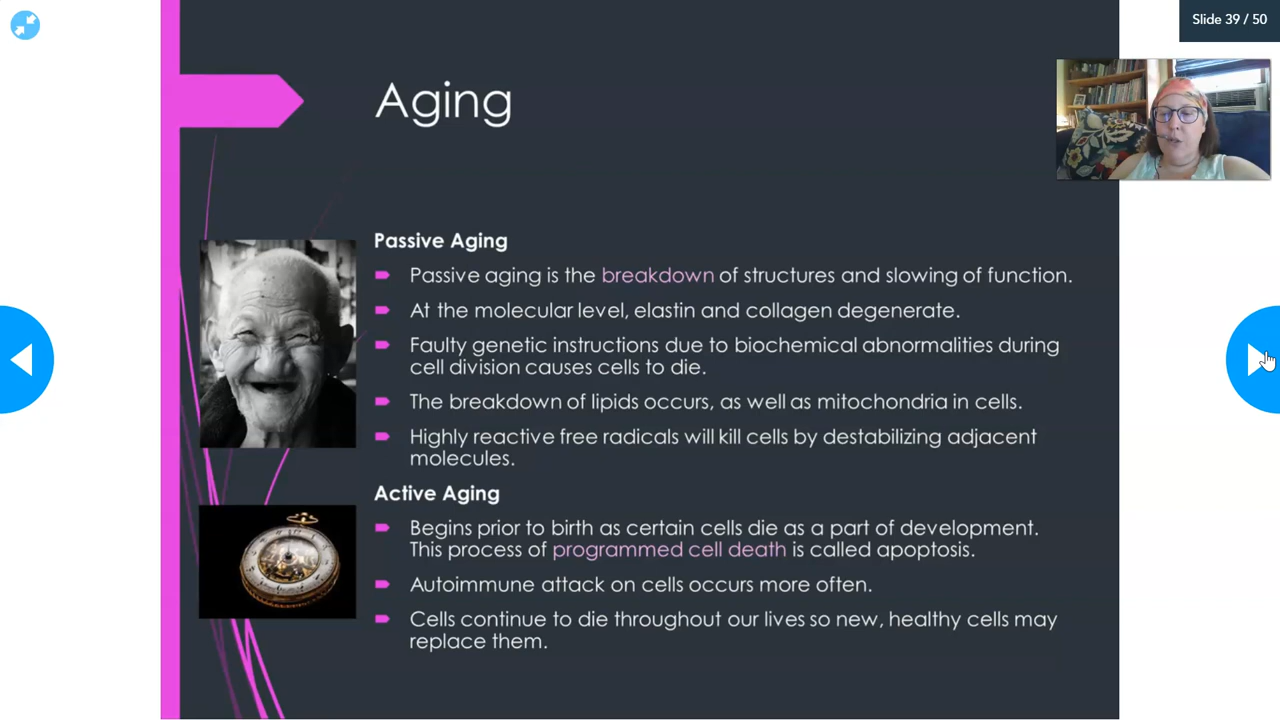 Slide 39 / 50
Aging
Passive Aging
Passive aging is the breakdown of structures and slowing of function.
At the molecular level, elastin and collagen degenerate.
Faulty genetic instructions due to biochemical abnormalities during
cell division causes cells to die.
The breakdown of lipids occurs, as well as mitochondria in cells.
Highly reactive free radicals will kill cells by destabilizing adjacent
molecules.
Active Aging
Begins prior to birth as certain cells die as a part of development.
This process of programmed cell death is called apoptosis.
Autoimmune attack on cells occurs more often.
Cells continue to die throughout our lives so new, healthy cells may
replace them.